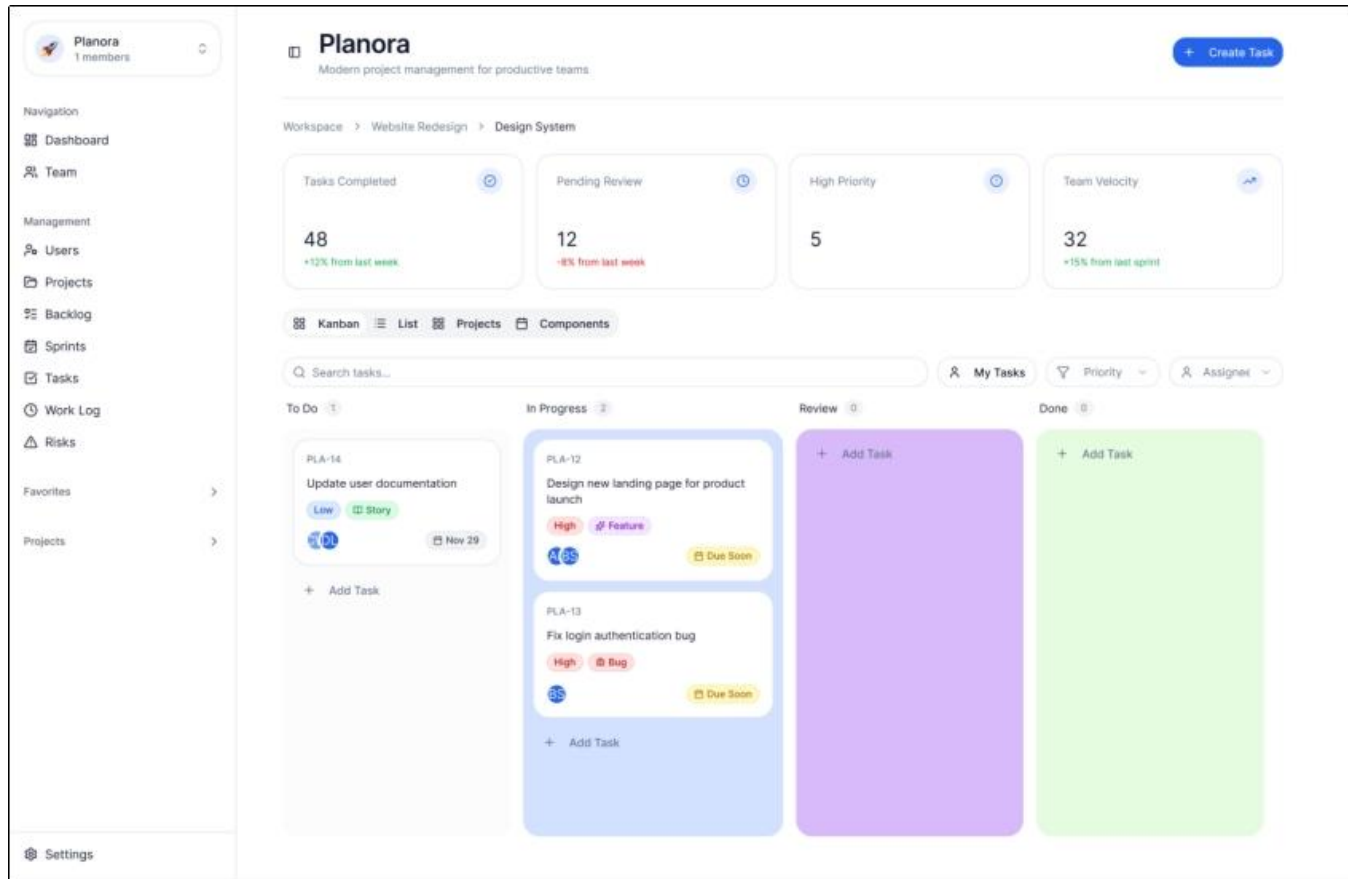 Planora
1 members
Navigation
Dashboard
Team
Management
Users
Projects
Backlog
Sprints
Tasks
Work Log
Risks
Favorites
Projects
Settings
Planora
Modern project management for productive teams
Create Task
Workspace > Website Redesign > Design System
Tasks Completed
48
+12% from last week
Pending Review
12
-8% from last week
High Priority
5
Team Velocity
32
+15% from last sprint
Kanban List Projects Components
Search tasks...
My Tasks
Priority
Assignee
To Do 1
PLA-14
Update user documentation
Low Story
DL Nov 29
+ Add Task
In Progress 2
PLA-12
Design new landing page for product
launch
High Feature
BS Due Soon
PLA-13
Fix login authentication bug
High Bug
BS Due Soon
+ Add Task
Review 0
+ Add Task
Done 0
+ Add Task